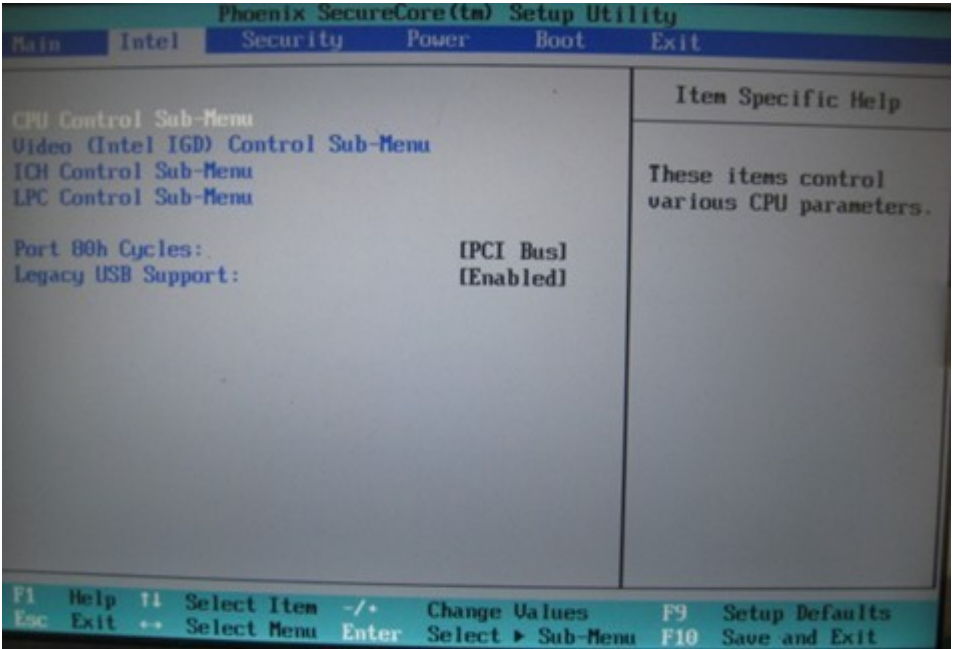 Phoenix SecureCore(tm) Setup Utility
Main Intel Security Power Boot Exit
Item Specific Help
CPU Control Sub-Menu
Video (Intel IGD) Control Sub-Menu
ICH Control Sub-Menu
LPC Control Sub-Menu
Port 80h Cycles: [PCI Bus]
Legacy USB Support: [Enabled]
These items control
various CPU parameters.
F1 Help ↑↓ Select Item -/+ Change Values F9 Setup Defaults
Esc Exit ↔ Select Menu Enter Select ▶ Sub-Menu F10 Save and Exit